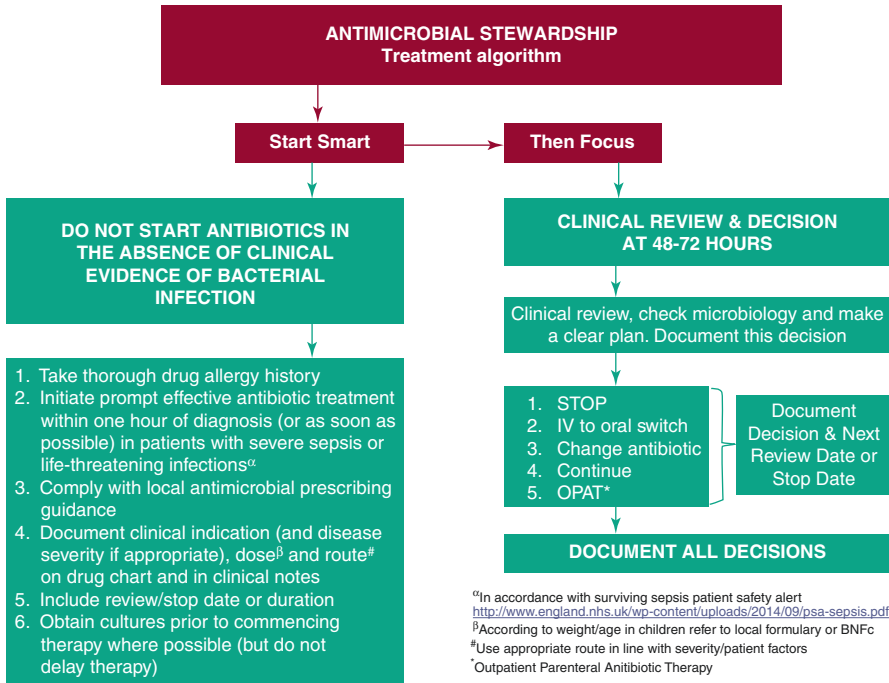 ANTIMICROBIAL STEWARDSHIP
Treatment algorithm
Start Smart
Then Focus
DO NOT START ANTIBIOTICS IN
THE ABSENCE OF CLINICAL
EVIDENCE OF BACTERIAL
INFECTION
1. Take thorough drug allergy history
2. Initiate prompt effective antibiotic treatment
within one hour of diagnosis (or as soon as
possible) in patients with severe sepsis or
life-threatening infectionsα
3. Comply with local antimicrobial prescribing
guidance
4. Document clinical indication (and disease
severity if appropriate), doseβ and route#
on drug chart and in clinical notes
5. Include review/stop date or duration
6. Obtain cultures prior to commencing
therapy where possible (but do not
delay therapy)
CLINICAL REVIEW & DECISION
AT 48-72 HOURS
Clinical review, check microbiology and make
a clear plan. Document this decision
1. STOP
2. IV to oral switch
3. Change antibiotic
4. Continue
5. OPAT*
Document
Decision & Next
Review Date or
Stop Date
DOCUMENT ALL DECISIONS
αIn accordance with surviving sepsis patient safety alert
http://www.england.nhs.uk/wp-content/uploads/2014/09/psa-sepsis.pdf
βAccording to weight/age in children refer to local formulary or BNFc
#Use appropriate route in line with severity/patient factors
*Outpatient Parenteral Anitibiotic Therapy